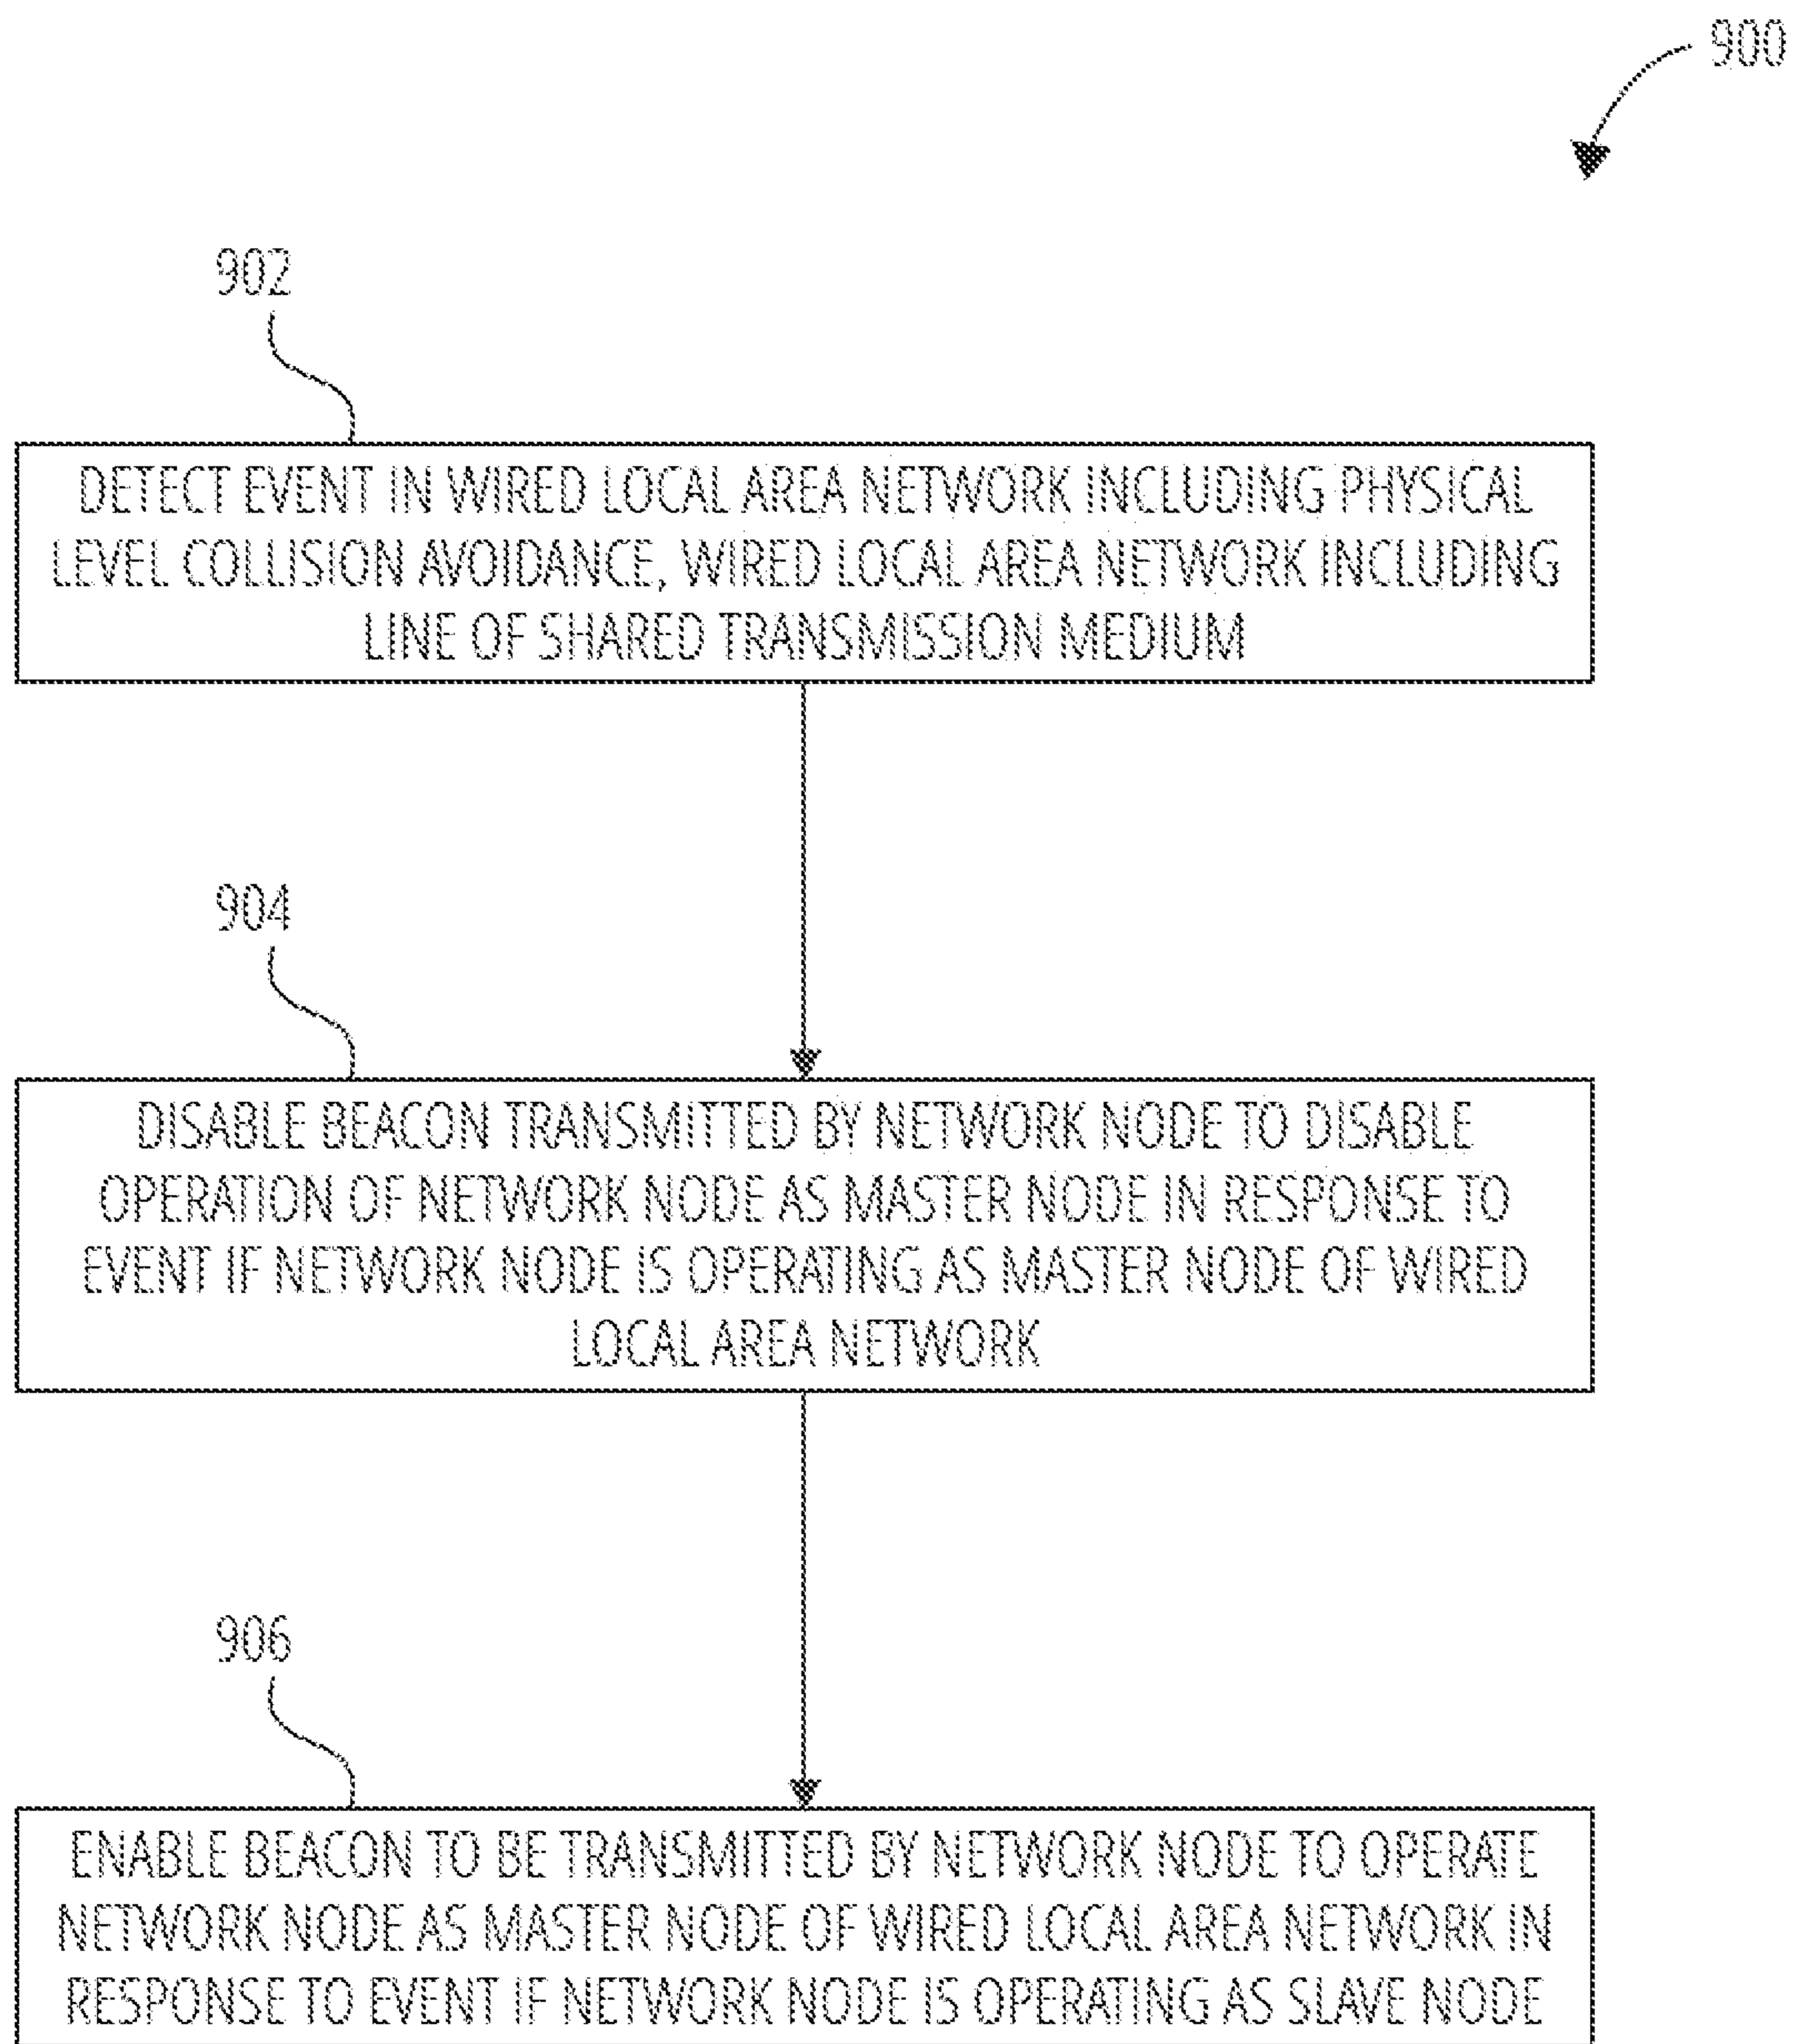 900
902
DETECT EVENT IN WIRED LOCAL AREA NETWORK INCLUDING PHYSICAL
LEVEL COLLISION AVOIDANCE, WIRED LOCAL AREA NETWORK INCLUDING
LINE OF SHARED TRANSMISSION MEDIUM
904
DISABLE BEACON TRANSMITTED BY NETWORK NODE TO DISABLE
OPERATION OF NETWORK NODE AS MASTER NODE IN RESPONSE TO
EVENT IF NETWORK NODE IS OPERATING AS MASTER NODE OF WIRED
LOCAL AREA NETWORK
906
ENABLE BEACON TO BE TRANSMITTED BY NETWORK NODE TO OPERATE
NETWORK NODE AS MASTER NODE OF WIRED LOCAL AREA NETWORK IN
RESPONSE TO EVENT IF NETWORK NODE IS OPERATING AS SLAVE NODE